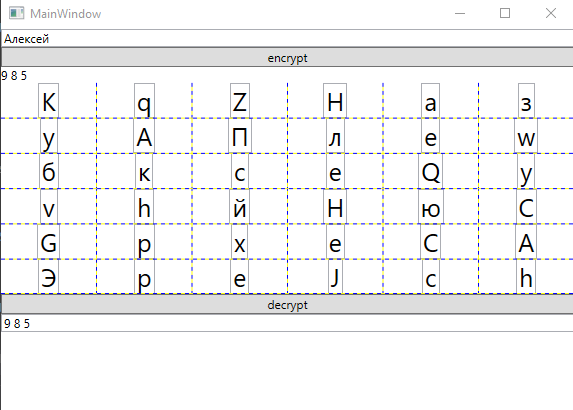 MainWindow
Алексей
encrypt
9 8 5
K q Z Н а з
у А П л е w
б к с е Q у
v h й Н ю С
G р х е С А
Э р е J с h
decrypt
9 8 5